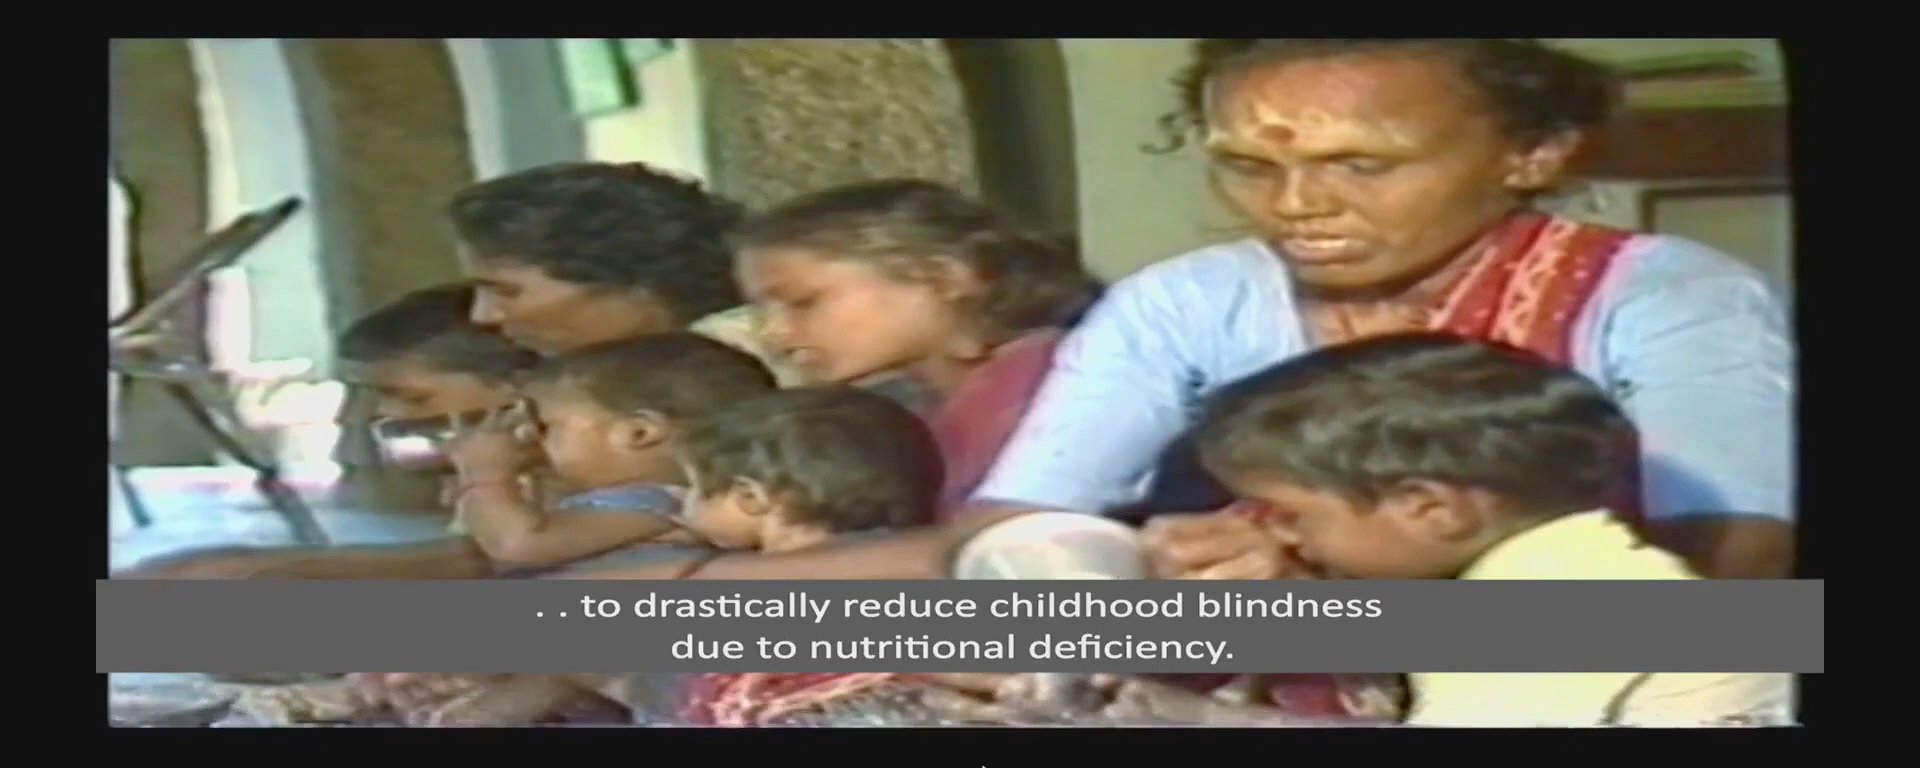 . . to drastically reduce childhood blindness
due to nutritional deficiency.